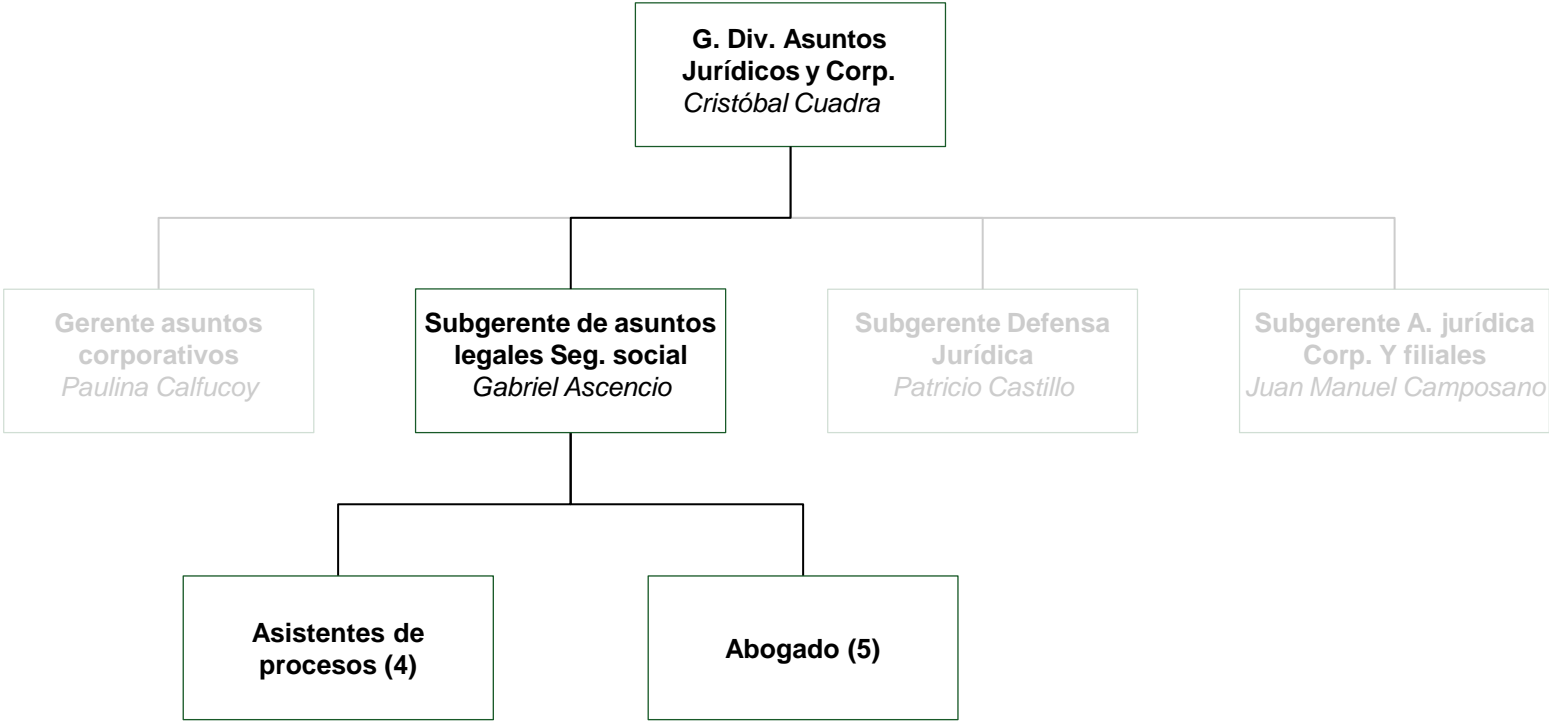 G. Div. Asuntos
Jurídicos y Corp.
Cristóbal Cuadra
Gerente asuntos
corporativos
Paulina Calfucoy
Subgerente de asuntos
legales Seg. social
Gabriel Ascencio
Subgerente Defensa
Jurídica
Patricio Castillo
Subgerente A. jurídica
Corp. Y filiales
Juan Manuel Camposano
Asistentes de
procesos (4)
Abogado (5)